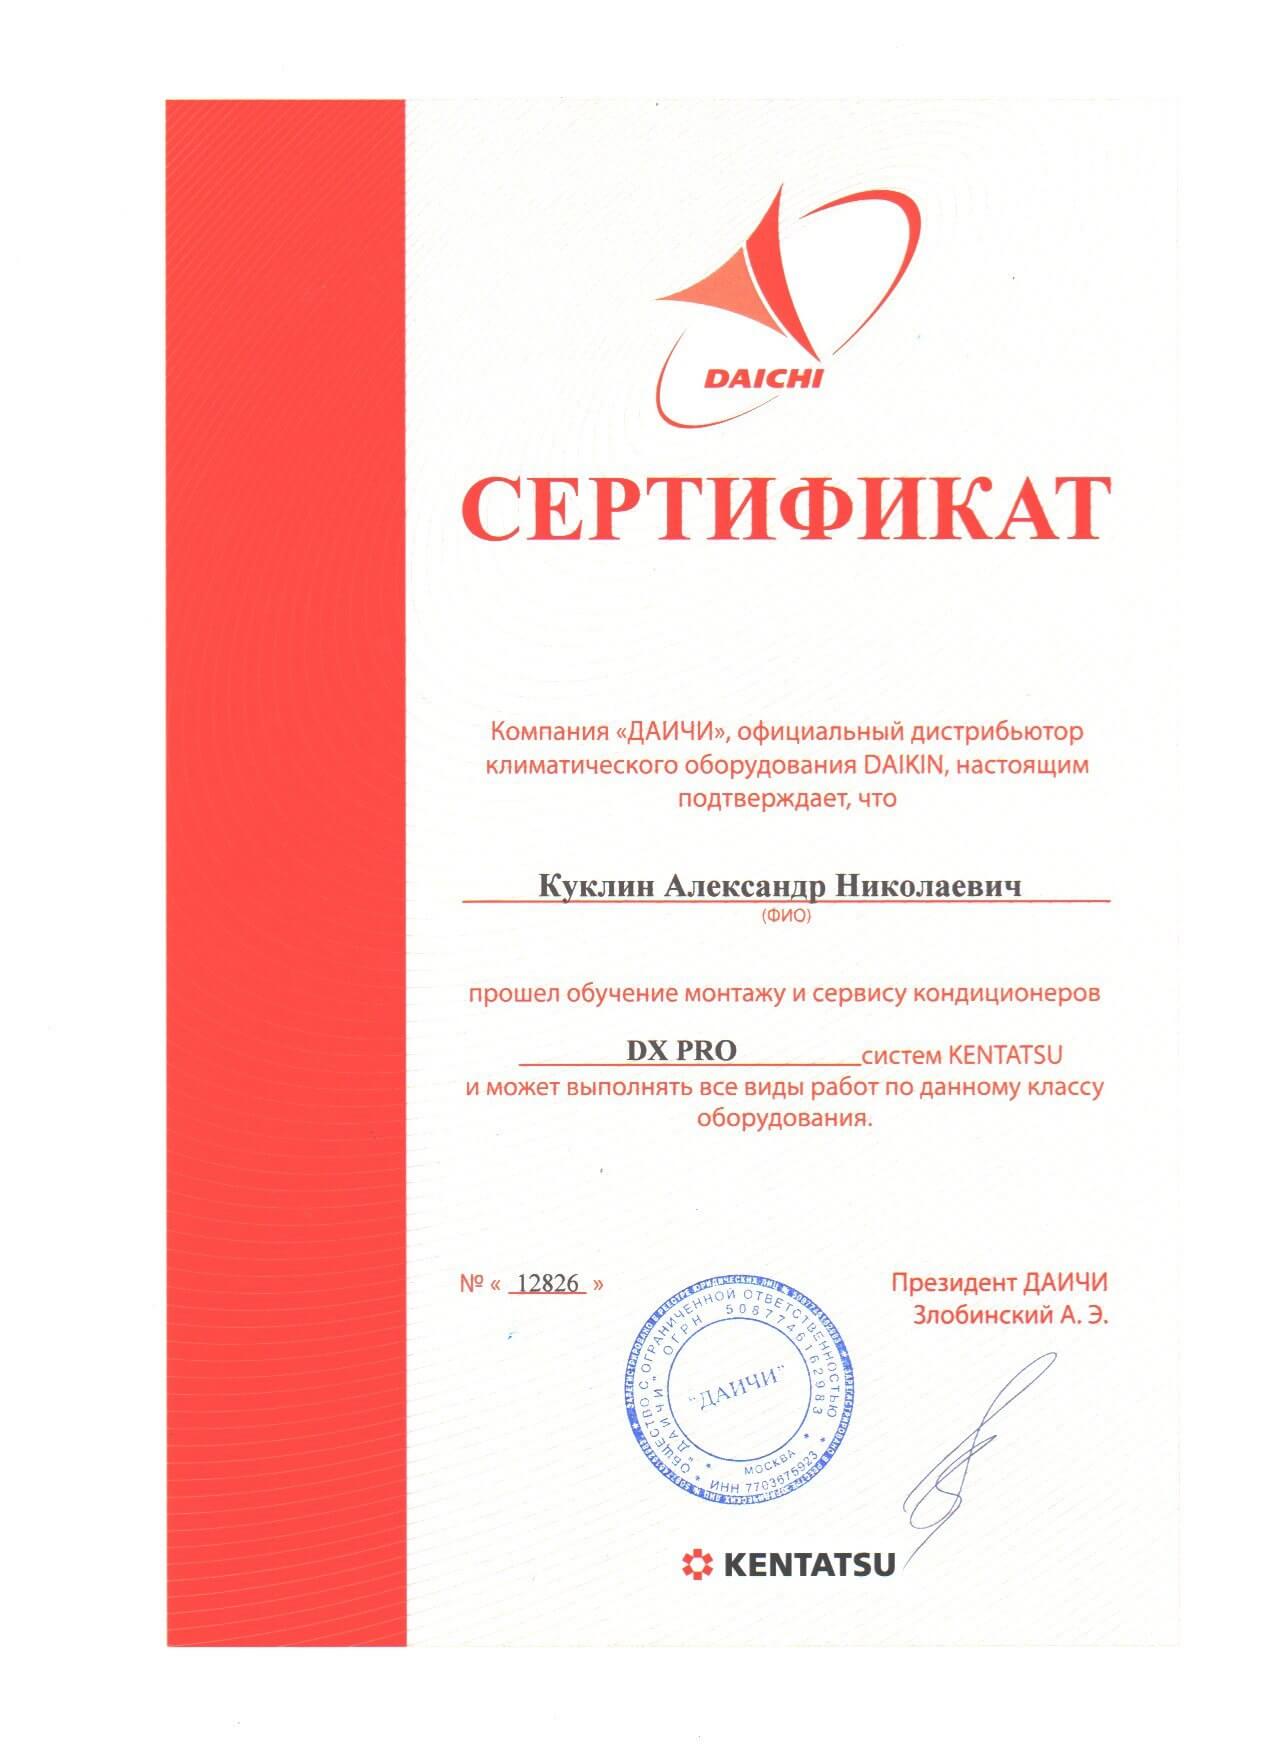 DAICHI
СЕРТИФИКАТ
Компания «ДАИЧИ», официальный дистрибьютор
климатического оборудования DAIKIN, настоящим
подтверждает, что
Куклин Александр Николаевич
(ФИО)
прошел обучение монтажу и сервису кондиционеров
DX PRO систем KENTATSU
и может выполнять все виды работ по данному классу
оборудования.
№ « 12826 »
Президент ДАИЧИ
Злобинский А. Э.
ОБЩЕСТВО С ОГРАНИЧЕННОЙ ОТВЕТСТВЕННОСТЬЮ
"ДАИЧИ" ОГРН 5087746162983
"ДАИЧИ"
* МОСКВА *
* ИНН 7703675923 *
KENTATSU